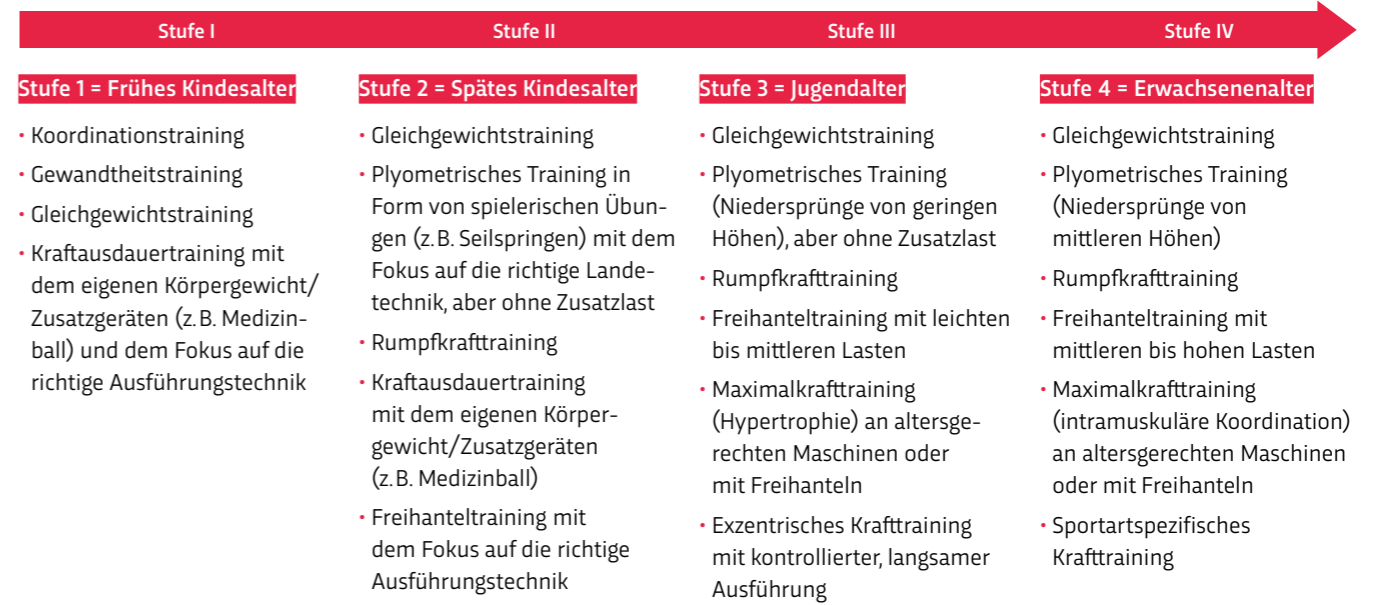 Stufe I
Stufe II
Stufe III
Stufe IV
Stufe 1 = Frühes Kindesalter
• Koordinationstraining
• Gewandtheitstraining
• Gleichgewichtstraining
• Kraftausdauertraining mit
dem eigenen Körpergewicht/
Zusatzgeräten (z. B. Medizin-
ball) und dem Fokus auf die
richtige Ausführungstechnik
Stufe 2 = Spätes Kindesalter
• Gleichgewichtstraining
• Plyometrisches Training in
Form von spielerischen Übun-
gen (z. B. Seilspringen) mit dem
Fokus auf die richtige Lande-
technik, aber ohne Zusatzlast
• Rumpfkrafttraining
• Kraftausdauertraining
mit dem eigenen Körper-
gewicht/Zusatzgeräten
(z. B. Medizinball)
• Freihanteltraining mit
dem Fokus auf die richtige
Ausführungstechnik
Stufe 3 = Jugendalter
• Gleichgewichtstraining
• Plyometrisches Training
(Niedersprünge von geringen
Höhen), aber ohne Zusatzlast
• Rumpfkrafttraining
• Freihanteltraining mit leichten
bis mittleren Lasten
• Maximalkrafttraining
(Hypertrophie) an altersge-
rechten Maschinen oder
mit Freihanteln
• Exzentrisches Krafttraining
mit kontrollierter, langsamer
Ausführung
Stufe 4 = Erwachsenenalter
• Gleichgewichtstraining
• Plyometrisches Training
(Niedersprünge von
mittleren Höhen)
• Rumpfkrafttraining
• Freihanteltraining mit
mittleren bis hohen Lasten
• Maximalkrafttraining
(intramuskuläre Koordination)
an altersgerechten Maschinen
oder mit Freihanteln
• Sportartspezifisches
Krafttraining